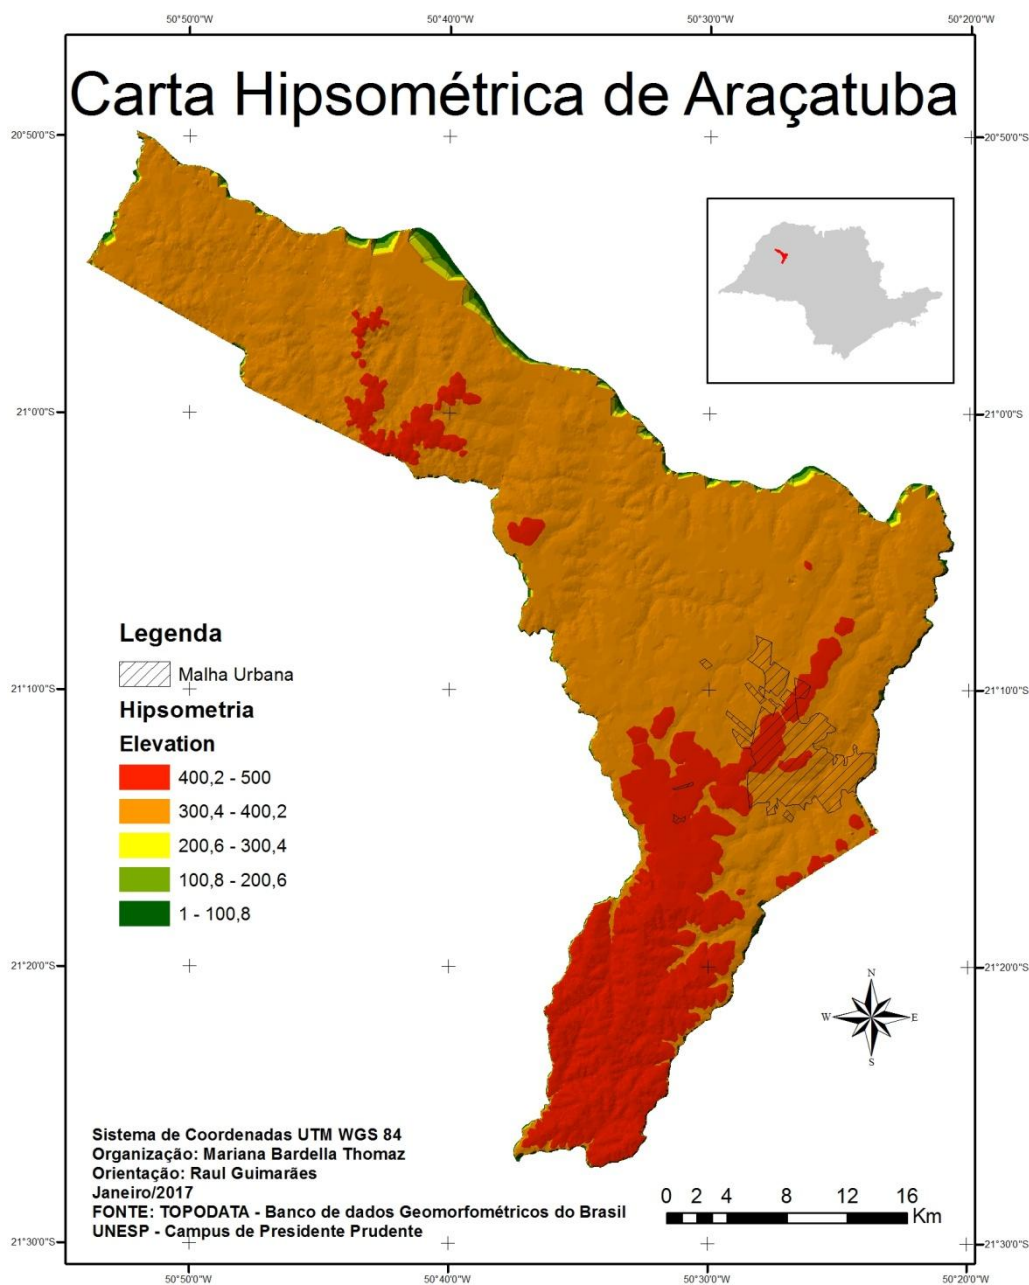 50°50'0"W 50°40'0"W 50°30'0"W 50°20'0"W
Carta Hipsométrica de Araçatuba
20°50'0"S 20°50'0"S
21°0'0"S 21°0'0"S
Legenda
Malha Urbana
21°10'0"S 21°10'0"S
Hipsometria
Elevation
400,2 - 500
300,4 - 400,2
200,6 - 300,4
100,8 - 200,6
1 - 100,8
21°20'0"S 21°20'0"S
N
W E
S
Sistema de Coordenadas UTM WGS 84
Organização: Mariana Bardella Thomaz
Orientação: Raul Guimarães
Janeiro/2017
FONTE: TOPODATA - Banco de dados Geomorfométricos do Brasil
UNESP - Campus de Presidente Prudente
0 2 4 8 12 16
Km
21°30'0"S 21°30'0"S
50°50'0"W 50°40'0"W 50°30'0"W 50°20'0"W